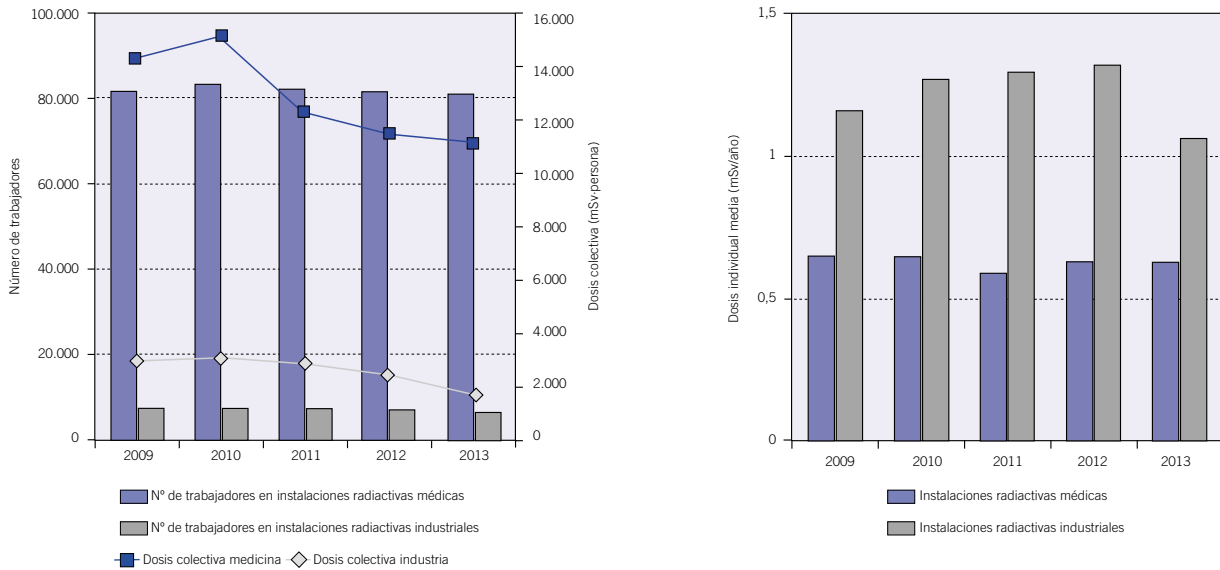 100.000
80.000
60.000
40.000
20.000
0
Número de trabajadores
16.000
14.000
12.000
10.000
8.000
6.000
4.000
2.000
0
Dosis colectiva (mSv·persona)
2009 2010 2011 2012 2013
Nº de trabajadores en instalaciones radiactivas médicas
Nº de trabajadores en instalaciones radiactivas industriales
Dosis colectiva medicina Dosis colectiva industria
1,5
1
0,5
0
Dosis individual media (mSv/año)
2009 2010 2011 2012 2013
Instalaciones radiactivas médicas
Instalaciones radiactivas industriales